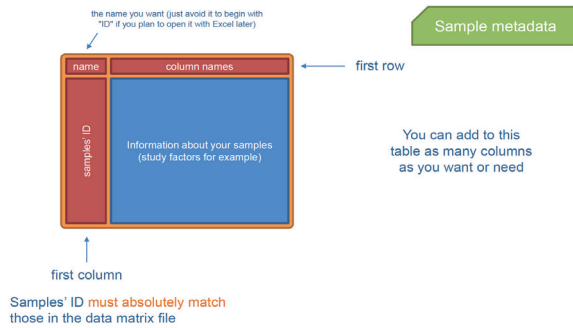 the name you want (just avoid it to begin with
"ID" if you plan to open it with Excel later)
Sample metadata
name
column names
first row
samples' ID
Information about your samples
(study factors for example)
You can add to this
table as many columns
as you want or need
first column
Samples' ID must absolutely match
those in the data matrix file